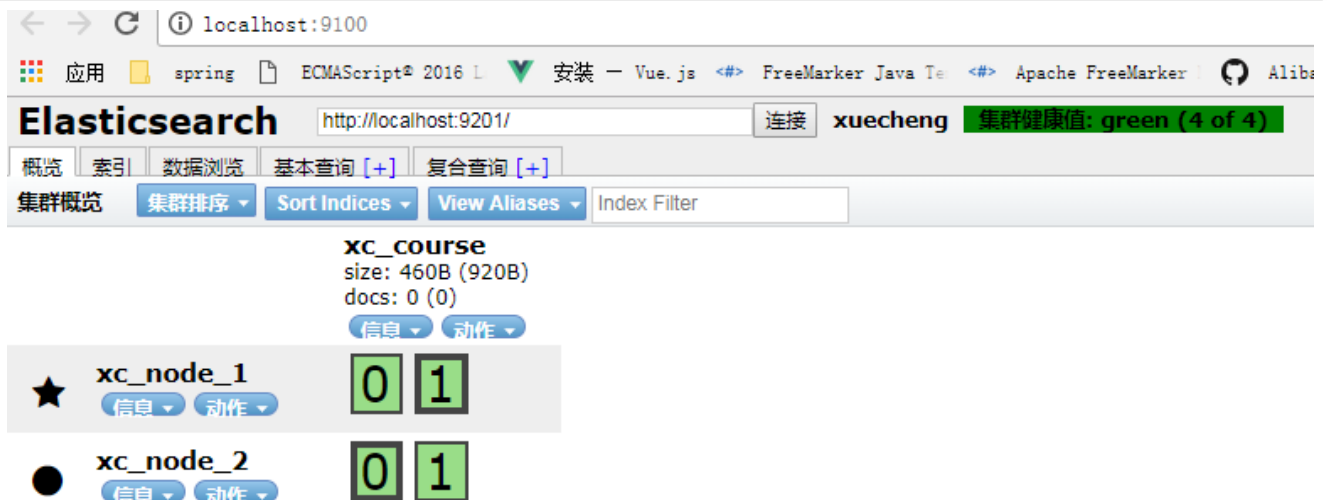 localhost:9100
应用 spring ECMAScript® 2016 L 安装 — Vue.js FreeMarker Java Te Apache FreeMarker Aliba
Elasticsearch http://localhost:9201/ 连接 xuecheng 集群健康值: green (4 of 4)
概览 索引 数据浏览 基本查询 [+] 复合查询 [+]
集群概览 集群排序 Sort Indices View Aliases Index Filter
xc_course
size: 460B (920B)
docs: 0 (0)
信息 动作
xc_node_1 0 1
信息 动作
xc_node_2 0 1
信息 动作